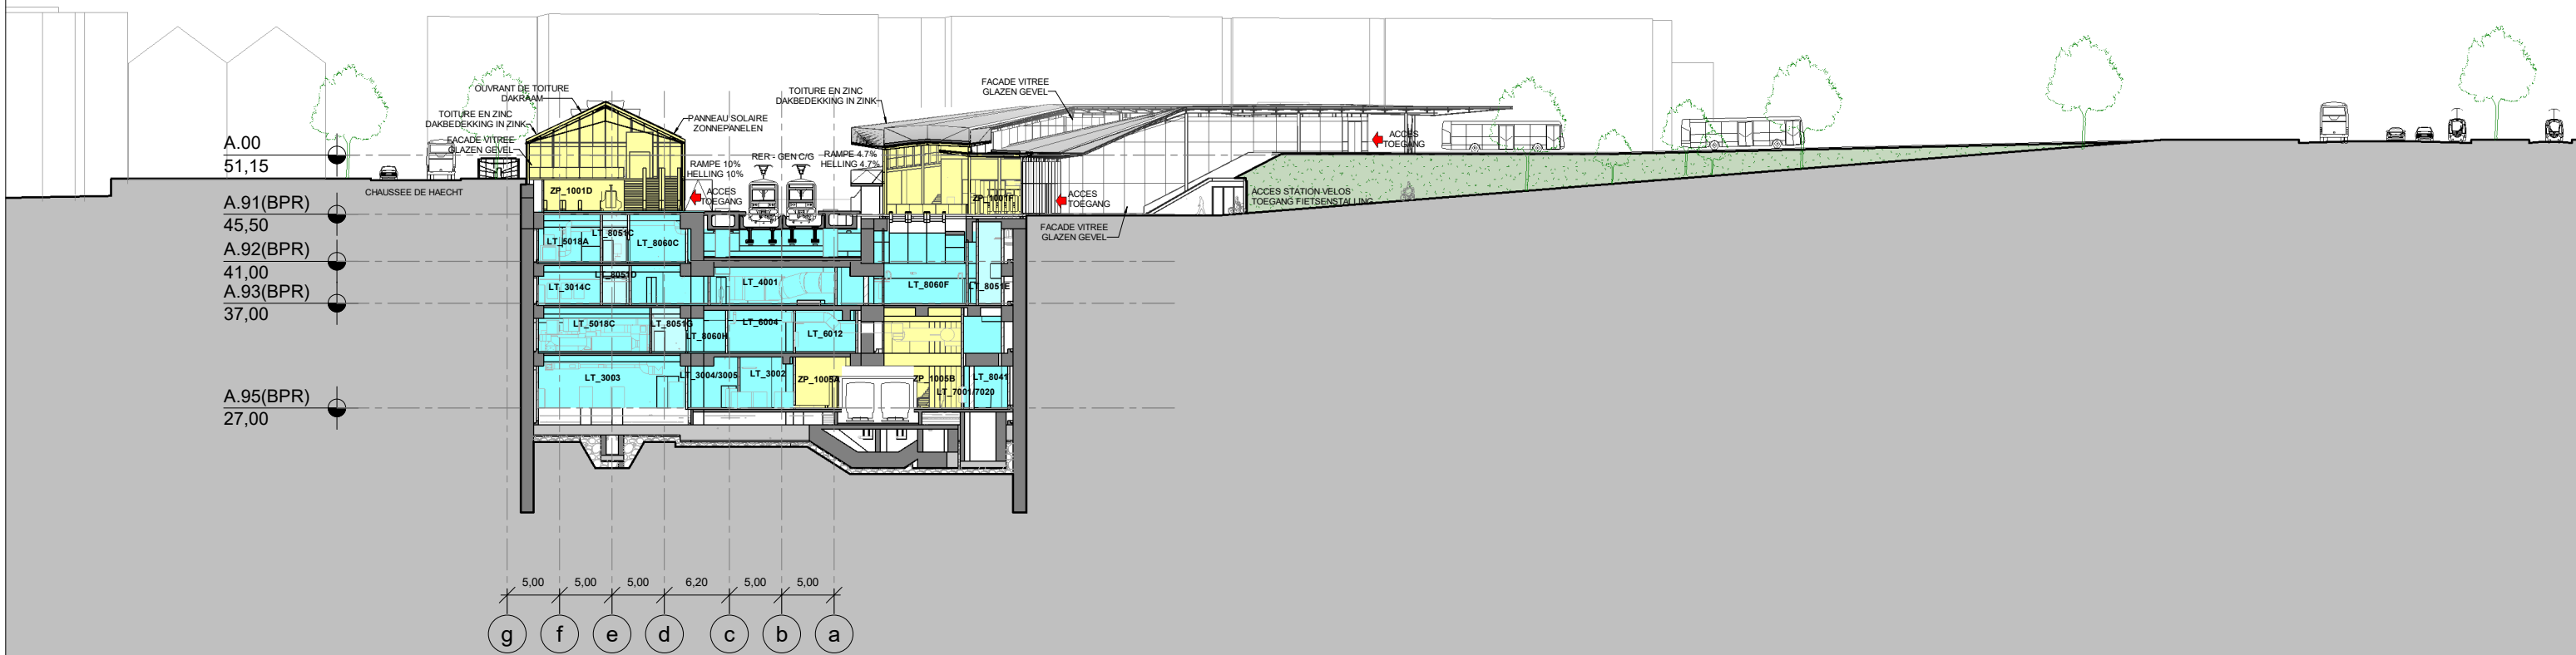 OUVRANT DE TOITURE
DAKRAAM
TOITURE EN ZINC
DAKBEDEKKING IN ZINK
FACADE VITREE
GLAZEN GEVEL
PANNEAU SOLAIRE
ZONNEPANELEN
RAMPE 10%
HELLING 10%
ACCES
TOEGANG
RER - GEN C/G
TOITURE EN ZINC
DAKBEDEKKING IN ZINK
RAMPE 4.7%
HELLING 4.7%
FACADE VITREE
GLAZEN GEVEL
ACCES
TOEGANG
ACCES
TOEGANG
ACCES STATION VELOS
TOEGANG FIETSENSTALLING
FACADE VITREE
GLAZEN GEVEL
CHAUSSEE DE HAECHT
A.00
51,15
A.91(BPR)
45,50
A.92(BPR)
41,00
A.93(BPR)
37,00
A.95(BPR)
27,00
ZP_1001D
ZP_1001F
LT_5018A
LT_8051C
LT_8060C
LT_3014C
LT_8051D
LT_4001
LT_8060F
LT_8051E
LT_5018C
LT_8051G
LT_8060H
LT_6004
LT_6012
LT_3003
LT_3004/3005
LT_3002
ZP_1005A
ZP_1005B
LT_8041
LT_7001/7020
5,00
5,00
5,00
6,20
5,00
5,00
g
f
e
d
c
b
a